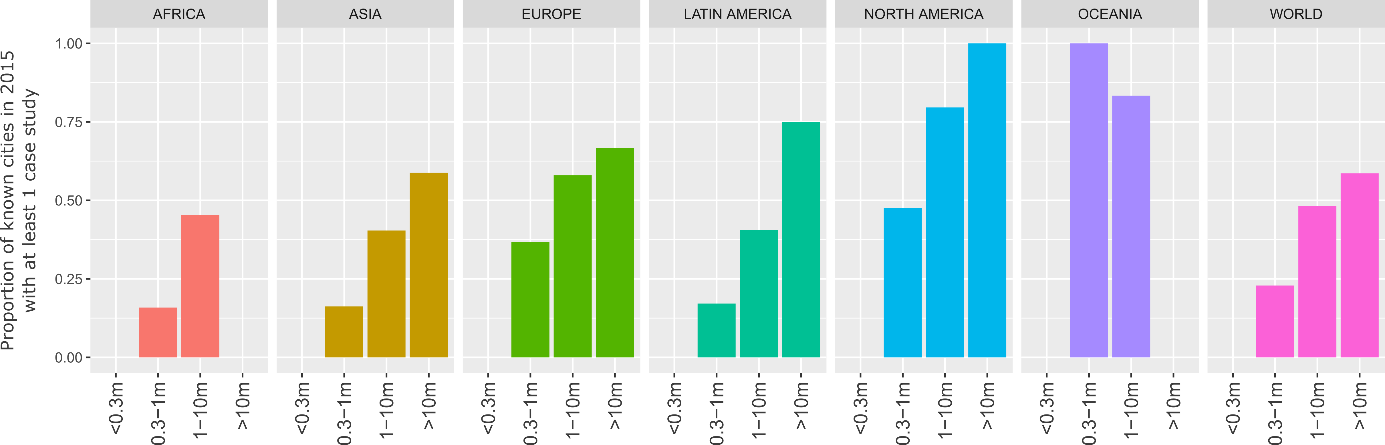 AFRICA
ASIA
EUROPE
LATIN AMERICA
NORTH AMERICA
OCEANIA
WORLD
Proportion of known cities in 2015
with at least 1 case study
1.00
0.75
0.50
0.25
0.00
<0.3m
0.3−1m
1−10m
>10m
<0.3m
0.3−1m
1−10m
>10m
<0.3m
0.3−1m
1−10m
>10m
<0.3m
0.3−1m
1−10m
>10m
<0.3m
0.3−1m
1−10m
>10m
<0.3m
0.3−1m
1−10m
>10m
<0.3m
0.3−1m
1−10m
>10m